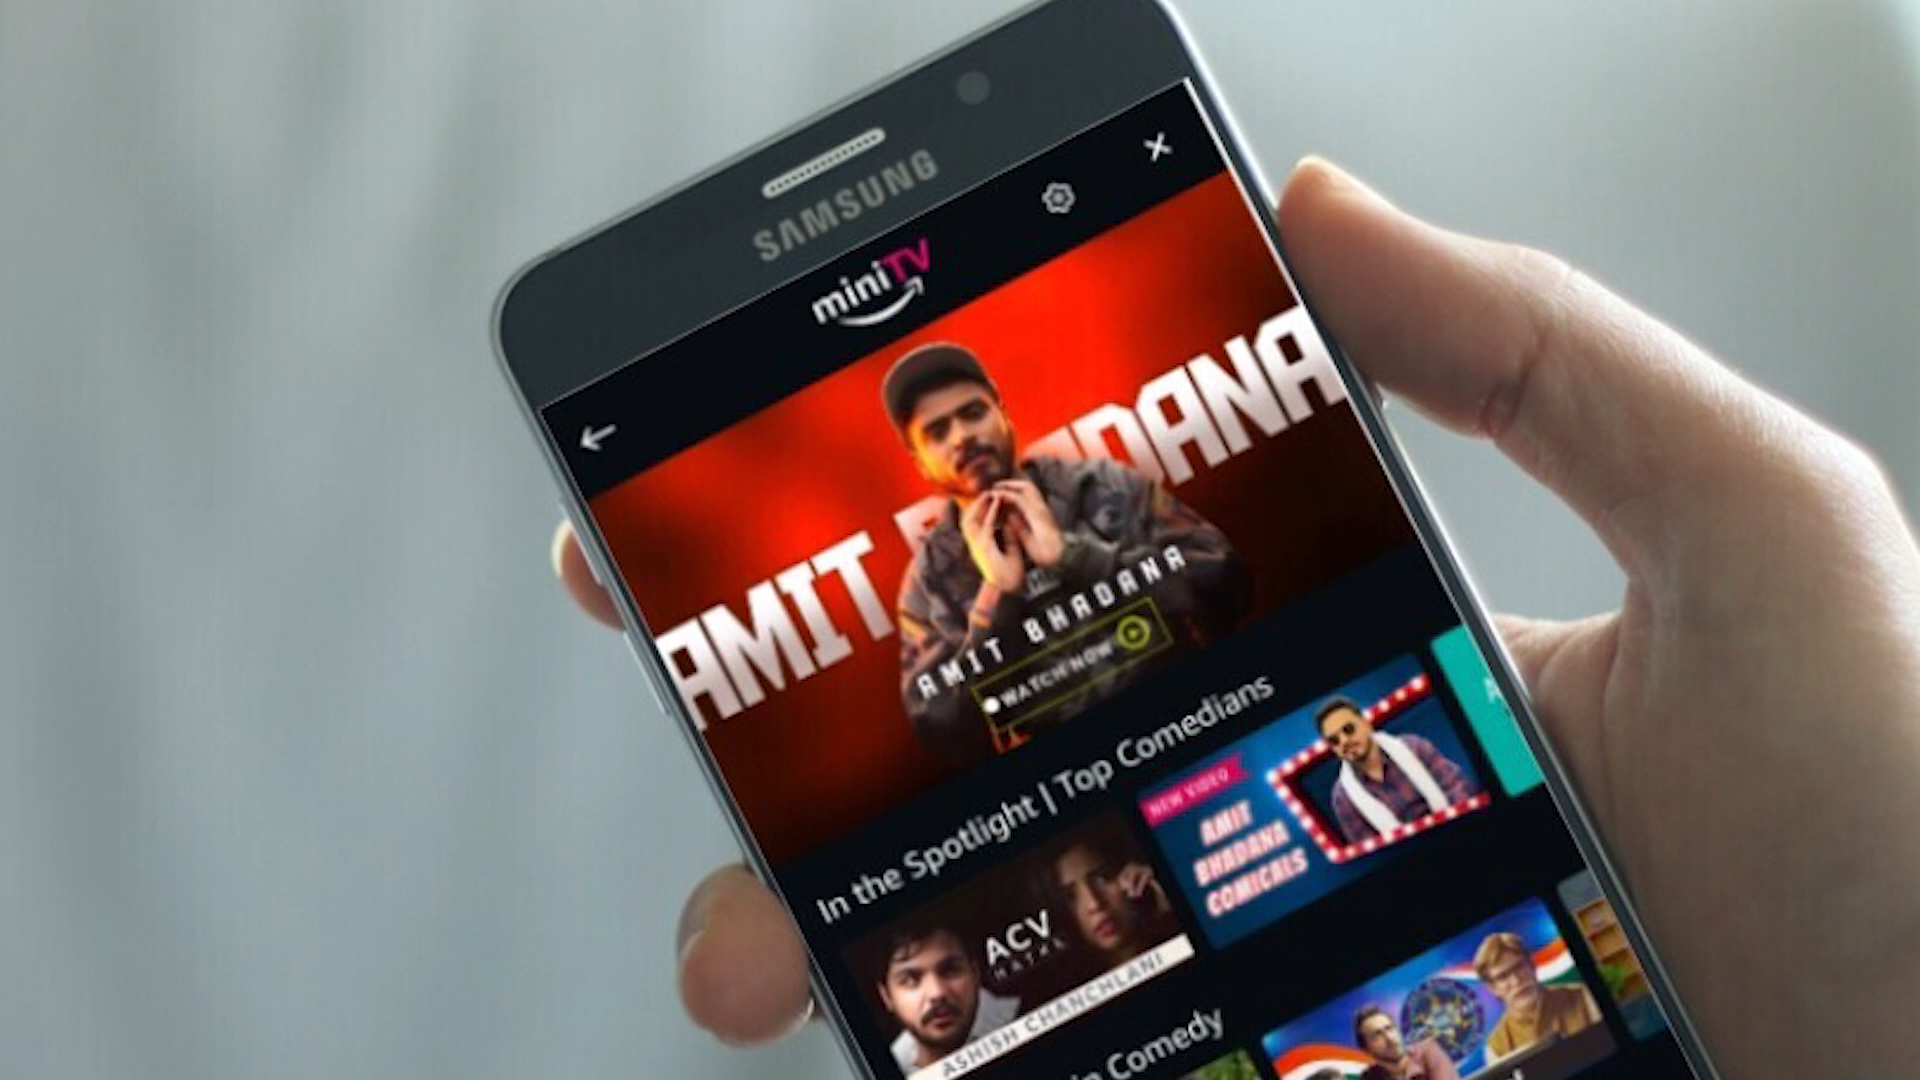 SAMSUNG
miniTV
AMIT BHADANA
AMIT BHADANA
WATCH NOW
In the Spotlight | Top Comedians
NEW VIDEO
AMIT
BHADANA
COMICALS
ACV
ASHISH CHANCHLANI
in Comedy